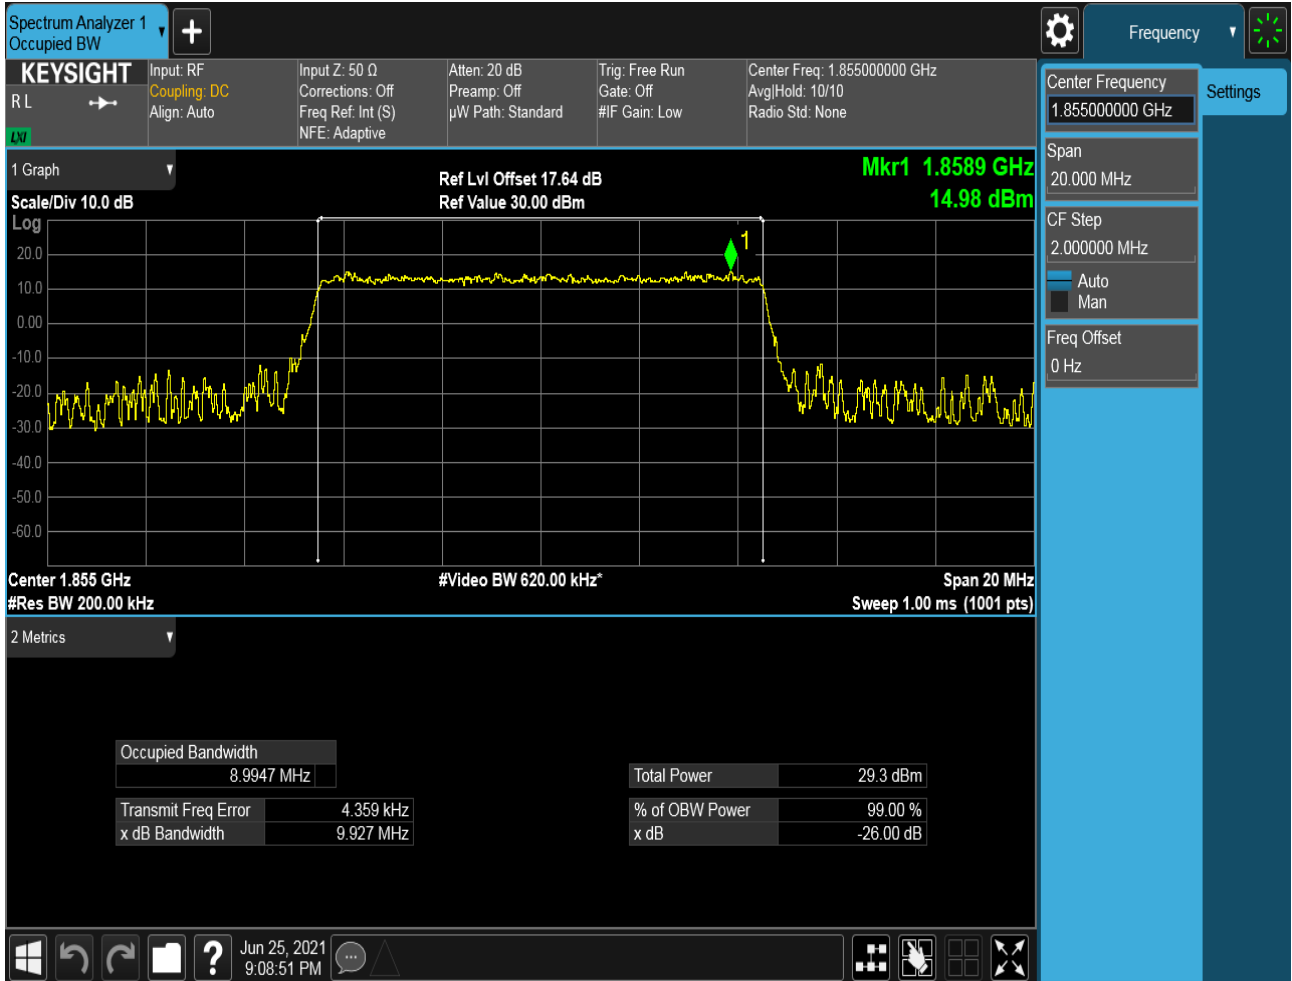 Spectrum Analyzer 1
Occupied BW
Frequency
KEYSIGHT
R L
LXI
Input: RF
Coupling: DC
Align: Auto
Input Z: 50 Ω
Corrections: Off
Freq Ref: Int (S)
NFE: Adaptive
Atten: 20 dB
Preamp: Off
µW Path: Standard
Trig: Free Run
Gate: Off
#IF Gain: Low
Center Freq: 1.855000000 GHz
Avg|Hold: 10/10
Radio Std: None
Center Frequency
1.855000000 GHz
Settings
Span
20.000 MHz
CF Step
2.000000 MHz
Auto
Man
Freq Offset
0 Hz
1 Graph
Scale/Div 10.0 dB
Ref Lvl Offset 17.64 dB
Ref Value 30.00 dBm
Mkr1 1.8589 GHz
14.98 dBm
Log
20.0
10.0
0.00
-10.0
-20.0
-30.0
-40.0
-50.0
-60.0
1
Center 1.855 GHz
#Res BW 200.00 kHz
#Video BW 620.00 kHz*
Span 20 MHz
Sweep 1.00 ms (1001 pts)
2 Metrics
Occupied Bandwidth
8.9947 MHz
Transmit Freq Error 4.359 kHz
x dB Bandwidth 9.927 MHz
Total Power 29.3 dBm
% of OBW Power 99.00 %
x dB -26.00 dB
?
Jun 25, 2021
9:08:51 PM